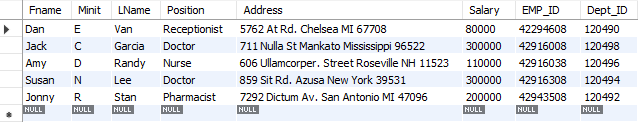 Fname Minit LName Position Address Salary EMP_ID Dept_ID
Dan E Van Receptionist 5762 At Rd. Chelsea MI 67708 80000 42294608 120490
Jack C Garcia Doctor 711 Nulla St Mankato Mississippi 96522 300000 42916008 120498
Amy D Randy Nurse 606 Ullamcorper. Street Roseville NH 11523 110000 42916038 120496
Susan N Lee Doctor 859 Sit Rd. Azusa New York 39531 300000 42916308 120494
Jonny R Stan Pharmacist 7292 Dictum Av. San Antonio MI 47096 200000 42943508 120492
NULL NULL NULL NULL NULL NULL NULL NULL